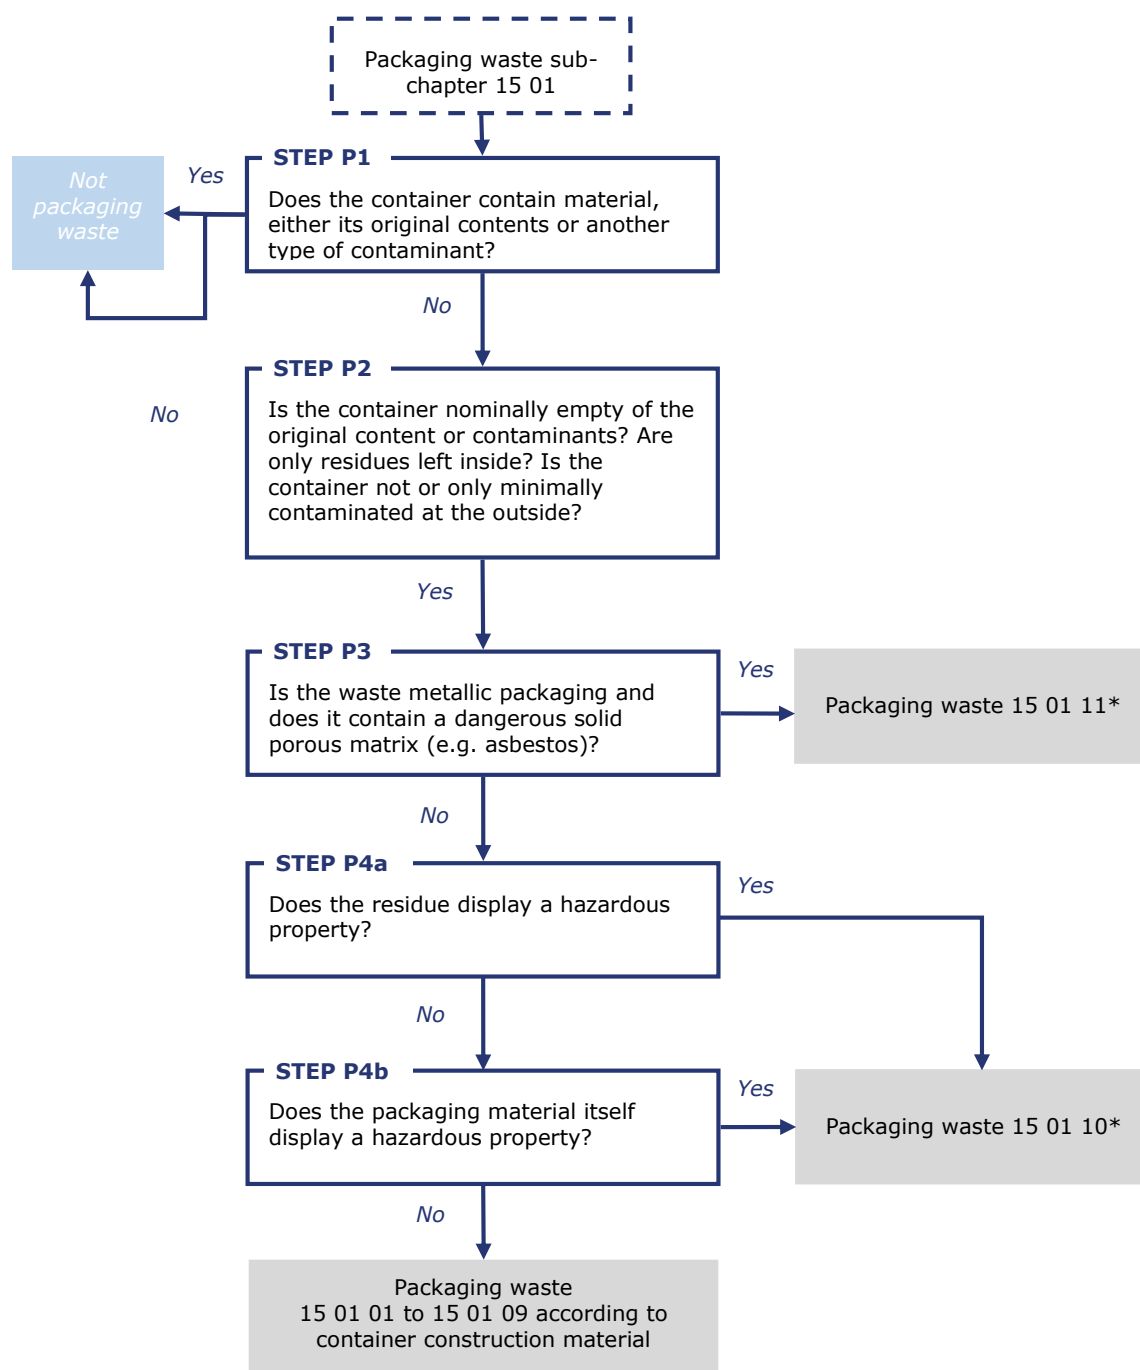 Packaging waste sub-
chapter 15 01
STEP P1
Not
packaging
waste
Yes
Does the container contain material,
either its original contents or another
type of contaminant?
No
STEP P2
No
Is the container nominally empty of the
original content or contaminants? Are
only residues left inside? Is the
container not or only minimally
contaminated at the outside?
Yes
STEP P3
Is the waste metallic packaging and
does it contain a dangerous solid
porous matrix (e.g. asbestos)?
Yes
Packaging waste 15 01 11*
No
STEP P4a
Does the residue display a hazardous
property?
Yes
No
STEP P4b
Does the packaging material itself
display a hazardous property?
Yes
Packaging waste 15 01 10*
No
Packaging waste
15 01 01 to 15 01 09 according to
container construction material